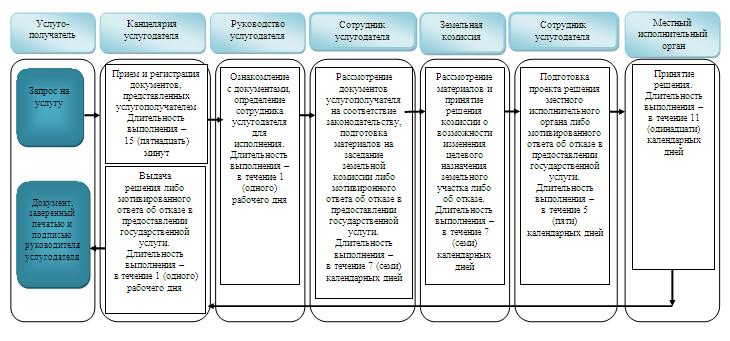 Услуго-
получатель
Канцелярия
услугодателя
Руководство
услугодателя
Сотрудник
услугодателя
Земельная
комиссия
Сотрудник
услугодателя
Местный
исполнительный
орган
Запрос на
услугу
Документ,
заверенный
печатью и
подписью
руководителя
услугодателя
Прием и регистрация
документов,
представленных
услугополучателем
Длительность
выполнения –
15 (пятнадцать)
минут
Выдача
решения либо
мотивированного
ответа об отказе в
предоставлении
государственной
услуги.
Длительность
выполнения –
в течение 1 (одного)
рабочего дня
Ознакомление
с документами,
определение
сотрудника
услугодателя
для
исполнения.
Длительность
выполнения –
в течение 1
(одного)
рабочего дня
Рассмотрение
документов
услугополучателя
на соответствие
законодательству,
подготовка
материалов на
заседание
земельной
комиссии либо
мотивиронного
ответа об отказе в
предоставлении
государственной
услуги.
Длительность
выполнения –
в течение 7 (семи)
календарных дней
Рассмотрение
материалов и
принятие
решения
комиссии о
возможности
изменения
целевого
назначения
земельного
участка либо
об отказе.
Длительность
выполнения –
в течение 7
(семи)
календарных
дней
Подготовка
проекта решения
местного
исполнительного
органа либо
мотивированного
ответа об отказе в
предоставлении
государственной
услуги.
Длительность
выполнения –
в течение 5
(пяти)
календарных дней
Принятие
решения.
Длительность
выполнения –
в течение 11
(одинадцати)
календарных
дней